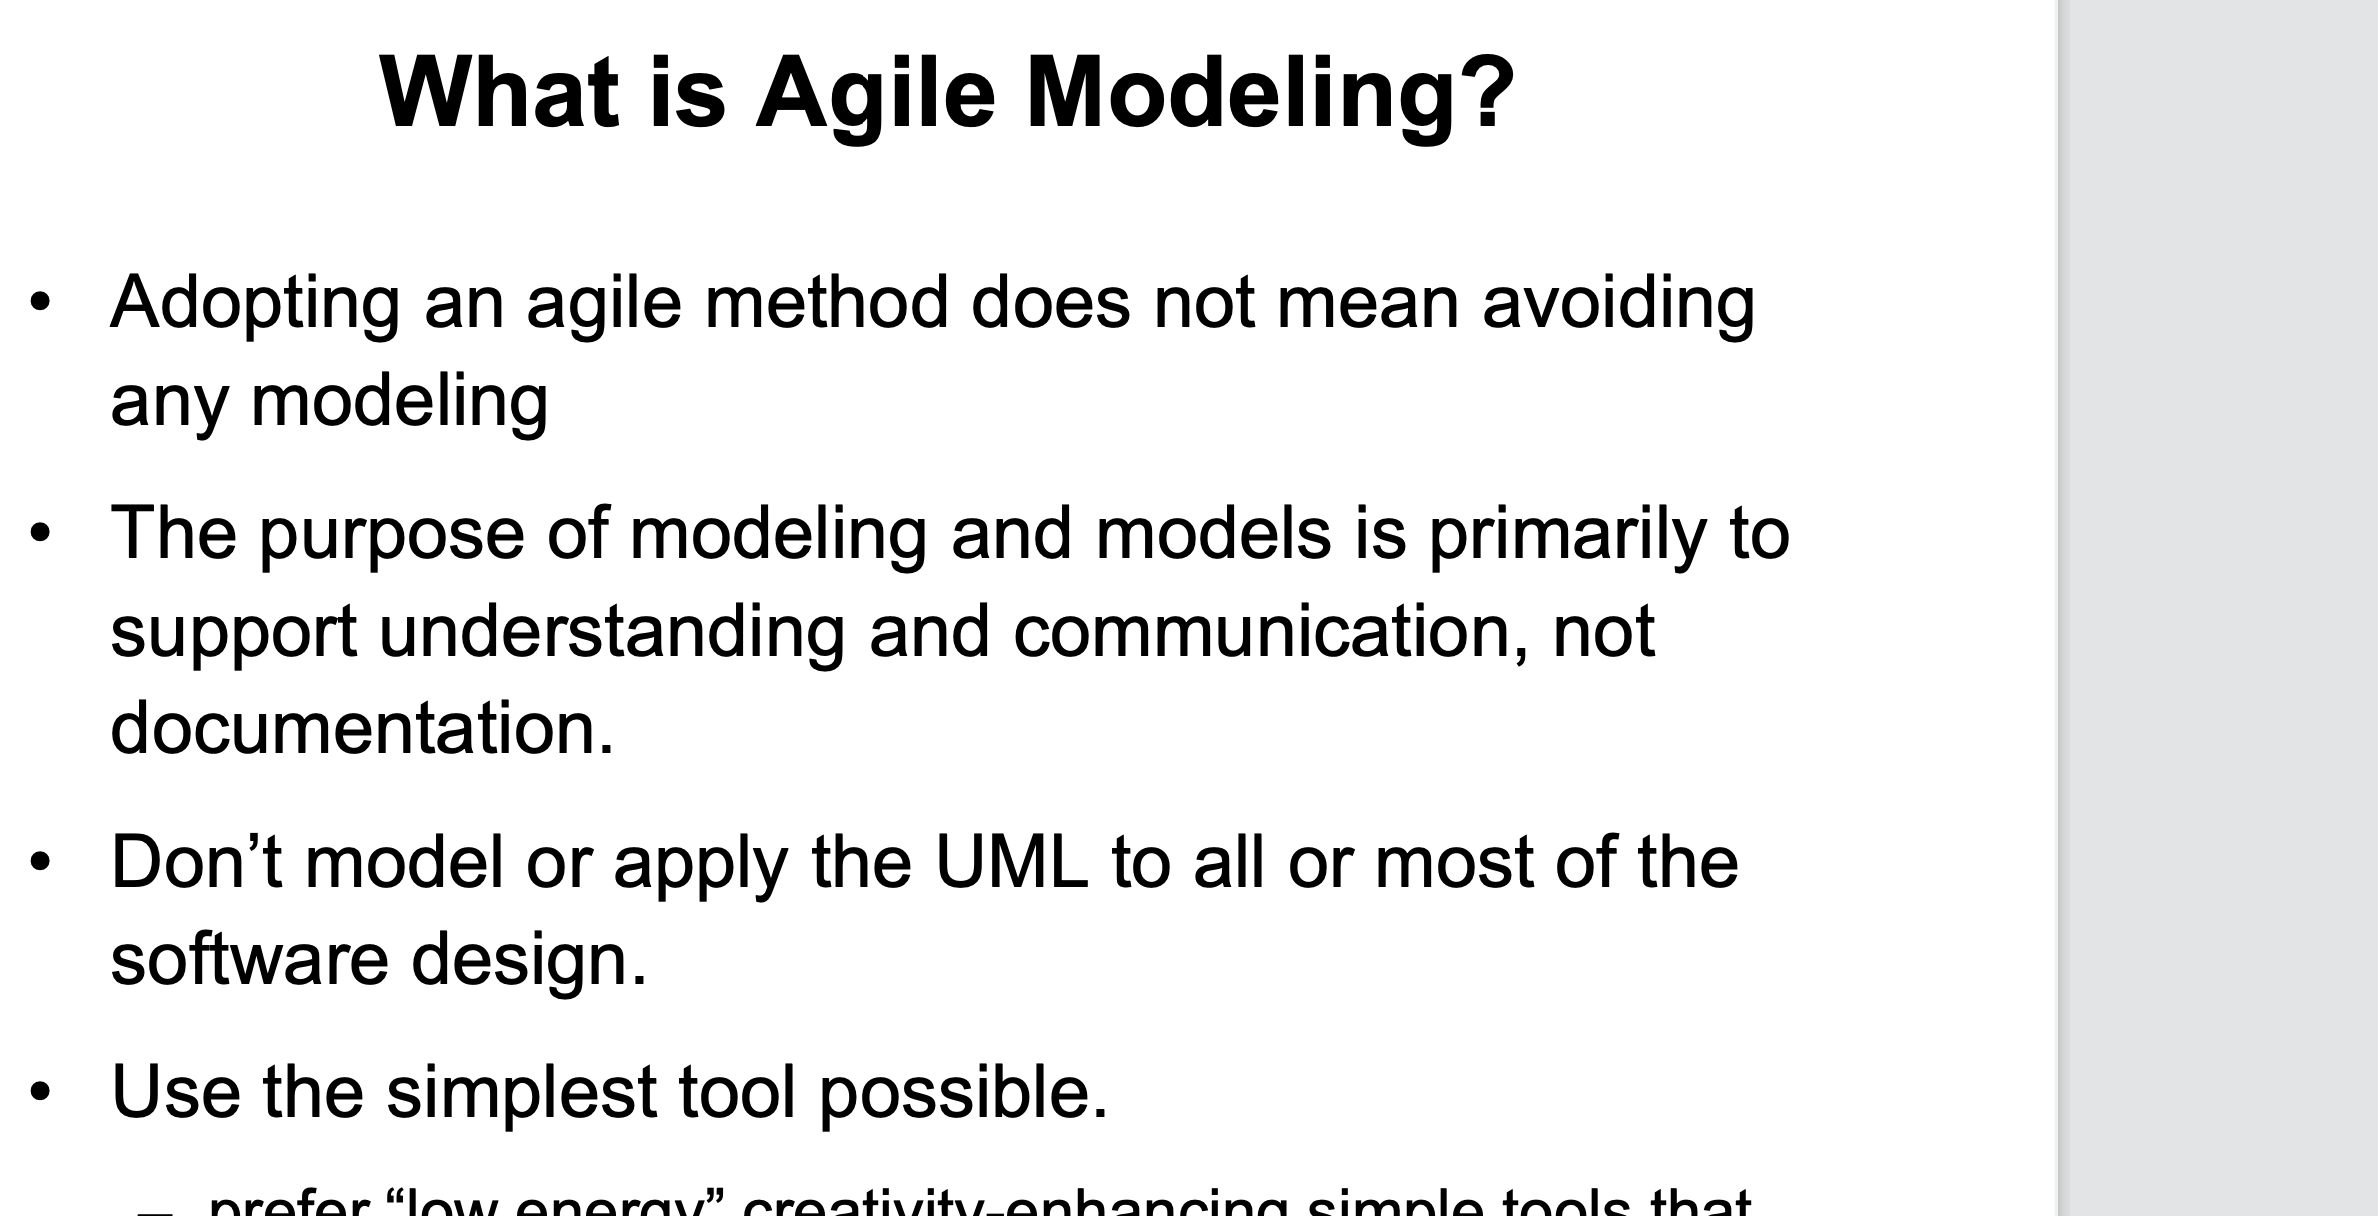 What is Agile Modeling?
• Adopting an agile method does not mean avoiding
any modeling
• The purpose of modeling and models is primarily to
support understanding and communication, not
documentation.
• Don’t model or apply the UML to all or most of the
software design.
• Use the simplest tool possible.
– prefer “low energy” creativity-enhancing simple tools that